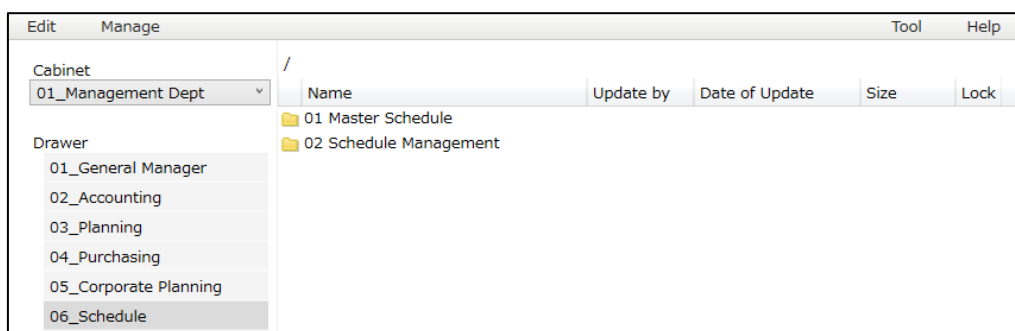 Edit Manage Tool Help
Cabinet
01_Management Dept
Drawer
01_General Manager
02_Accounting
03_Planning
04_Purchasing
05_Corporate Planning
06_Schedule
/
Name Update by Date of Update Size Lock
01 Master Schedule
02 Schedule Management